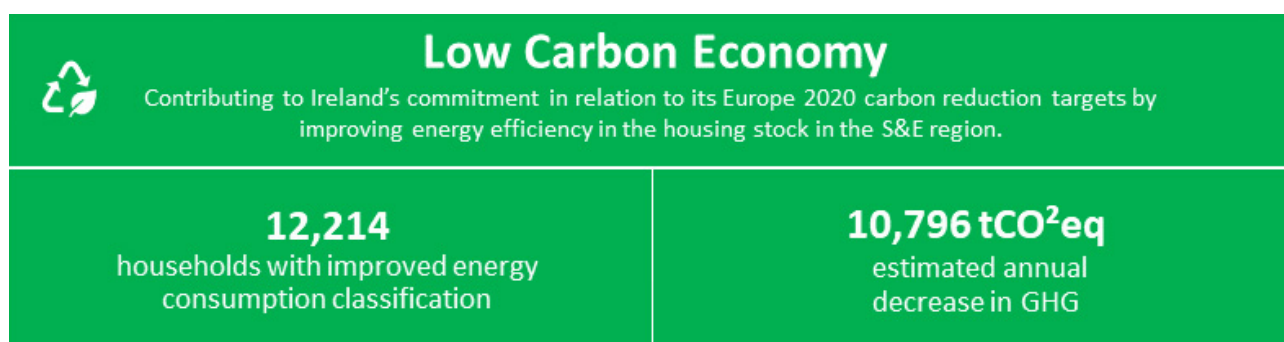 Low Carbon Economy
Contributing to Ireland's commitment in relation to its Europe 2020 carbon reduction targets by
improving energy efficiency in the housing stock in the S&E region.
12,214
households with improved energy
consumption classification
10,796 tCO²eq
estimated annual
decrease in GHG